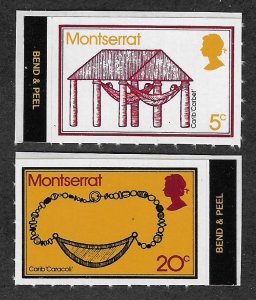 BEND & PEEL
Montserrat
Carib 'Carbet'
5c
Montserrat
BEND & PEEL
Carib 'Caracoli'
20c